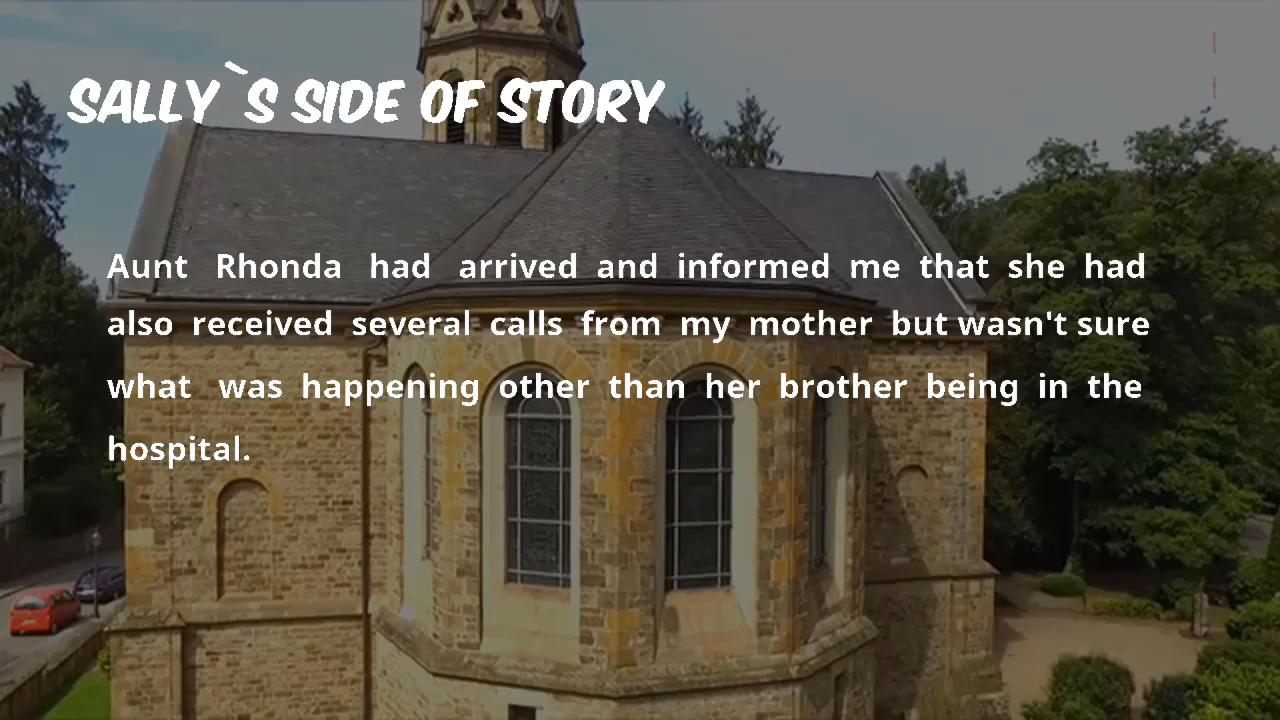 SALLY`S SIDE OF STORY
Aunt Rhonda had arrived and informed me that she had
also received several calls from my mother but wasn't sure
what was happening other than her brother being in the
hospital.